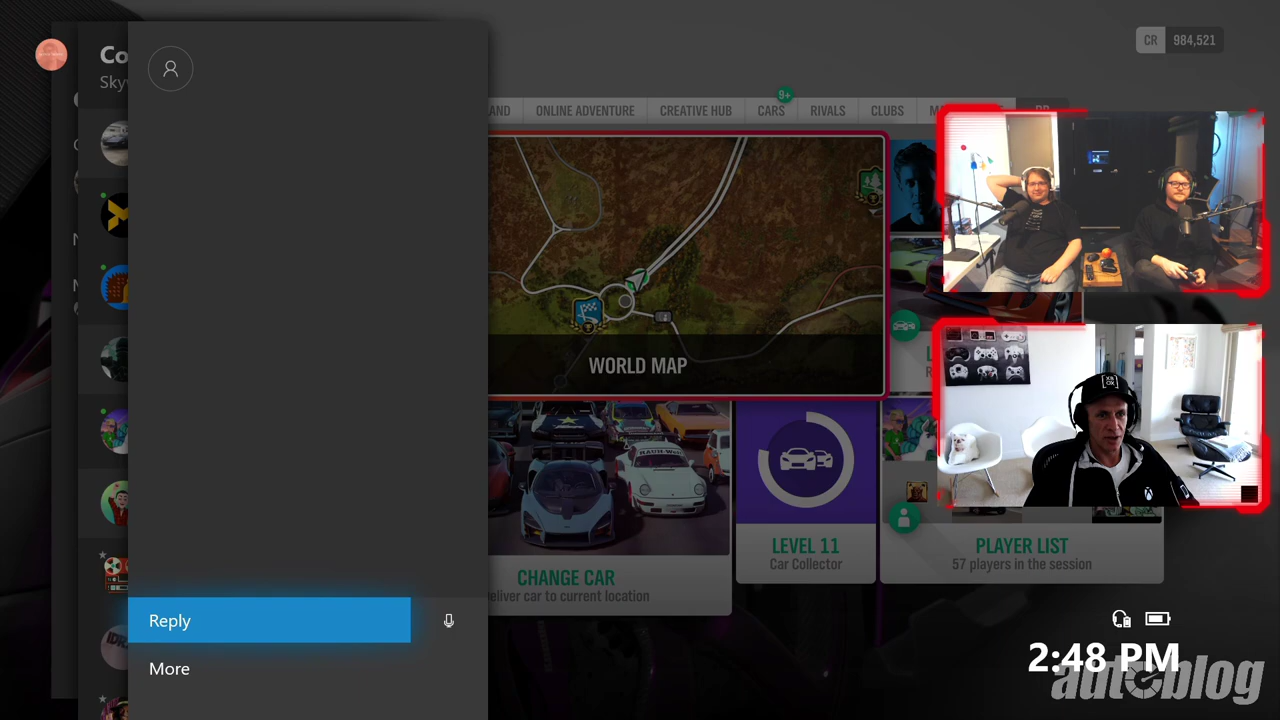 Co
Sky
CR 984,521
AND
ONLINE ADVENTURE
CREATIVE HUB
CARS
9+
RIVALS
CLUBS
WORLD MAP
CHANGE CAR
eliver car to current location
LEVEL 11
Car Collector
PLAYER LIST
57 players in the session
Reply
More
2:48 PM
autoblog